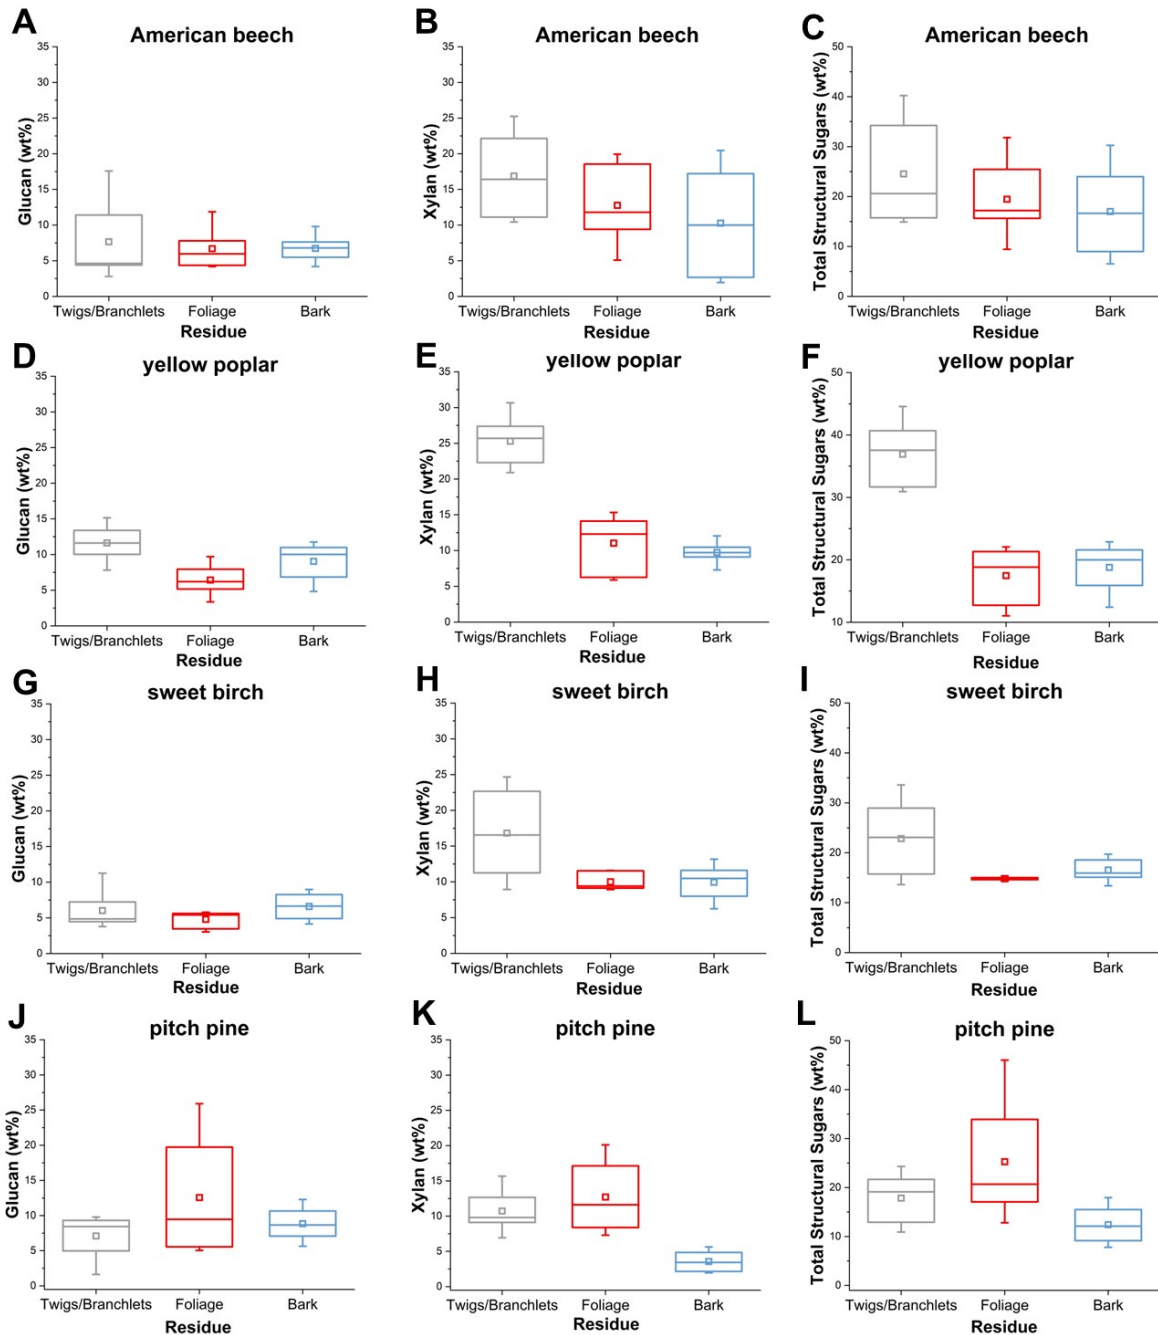 A
American beech
Glucan (wt%)
35
30
25
20
15
10
5
0
Twigs/Branchlets Foliage Bark
Residue
B
American beech
Xylan (wt%)
35
30
25
20
15
10
5
0
Twigs/Branchlets Foliage Bark
Residue
C
American beech
Total Structural Sugars (wt%)
50
40
30
20
10
0
Twigs/Branchlets Foliage Bark
Residue
D
yellow poplar
Glucan (wt%)
35
30
25
20
15
10
5
0
Twigs/Branchlets Foliage Bark
Residue
E
yellow poplar
Xylan (wt%)
35
30
25
20
15
10
5
0
Twigs/Branchlets Foliage Bark
Residue
F
yellow poplar
Total Structural Sugars (wt%)
50
40
30
20
10
Twigs/Branchlets Foliage Bark
Residue
G
sweet birch
Glucan (wt%)
35
30
25
20
15
10
5
0
Twigs/Branchlets Foliage Bark
Residue
H
sweet birch
Xylan (wt%)
35
30
25
20
15
10
5
0
Twigs/Branchlets Foliage Bark
Residue
I
sweet birch
Total Structural Sugars (wt%)
50
40
30
20
10
0
Twigs/Branchlets Foliage Bark
Residue
J
pitch pine
Glucan (wt%)
35
30
25
20
15
10
5
0
Twigs/Branchlets Foliage Bark
Residue
K
pitch pine
Xylan (wt%)
35
30
25
20
15
10
5
0
Twigs/Branchlets Foliage Bark
Residue
L
pitch pine
Total Structural Sugars (wt%)
50
40
30
20
10
0
Twigs/Branchlets Foliage Bark
Residue